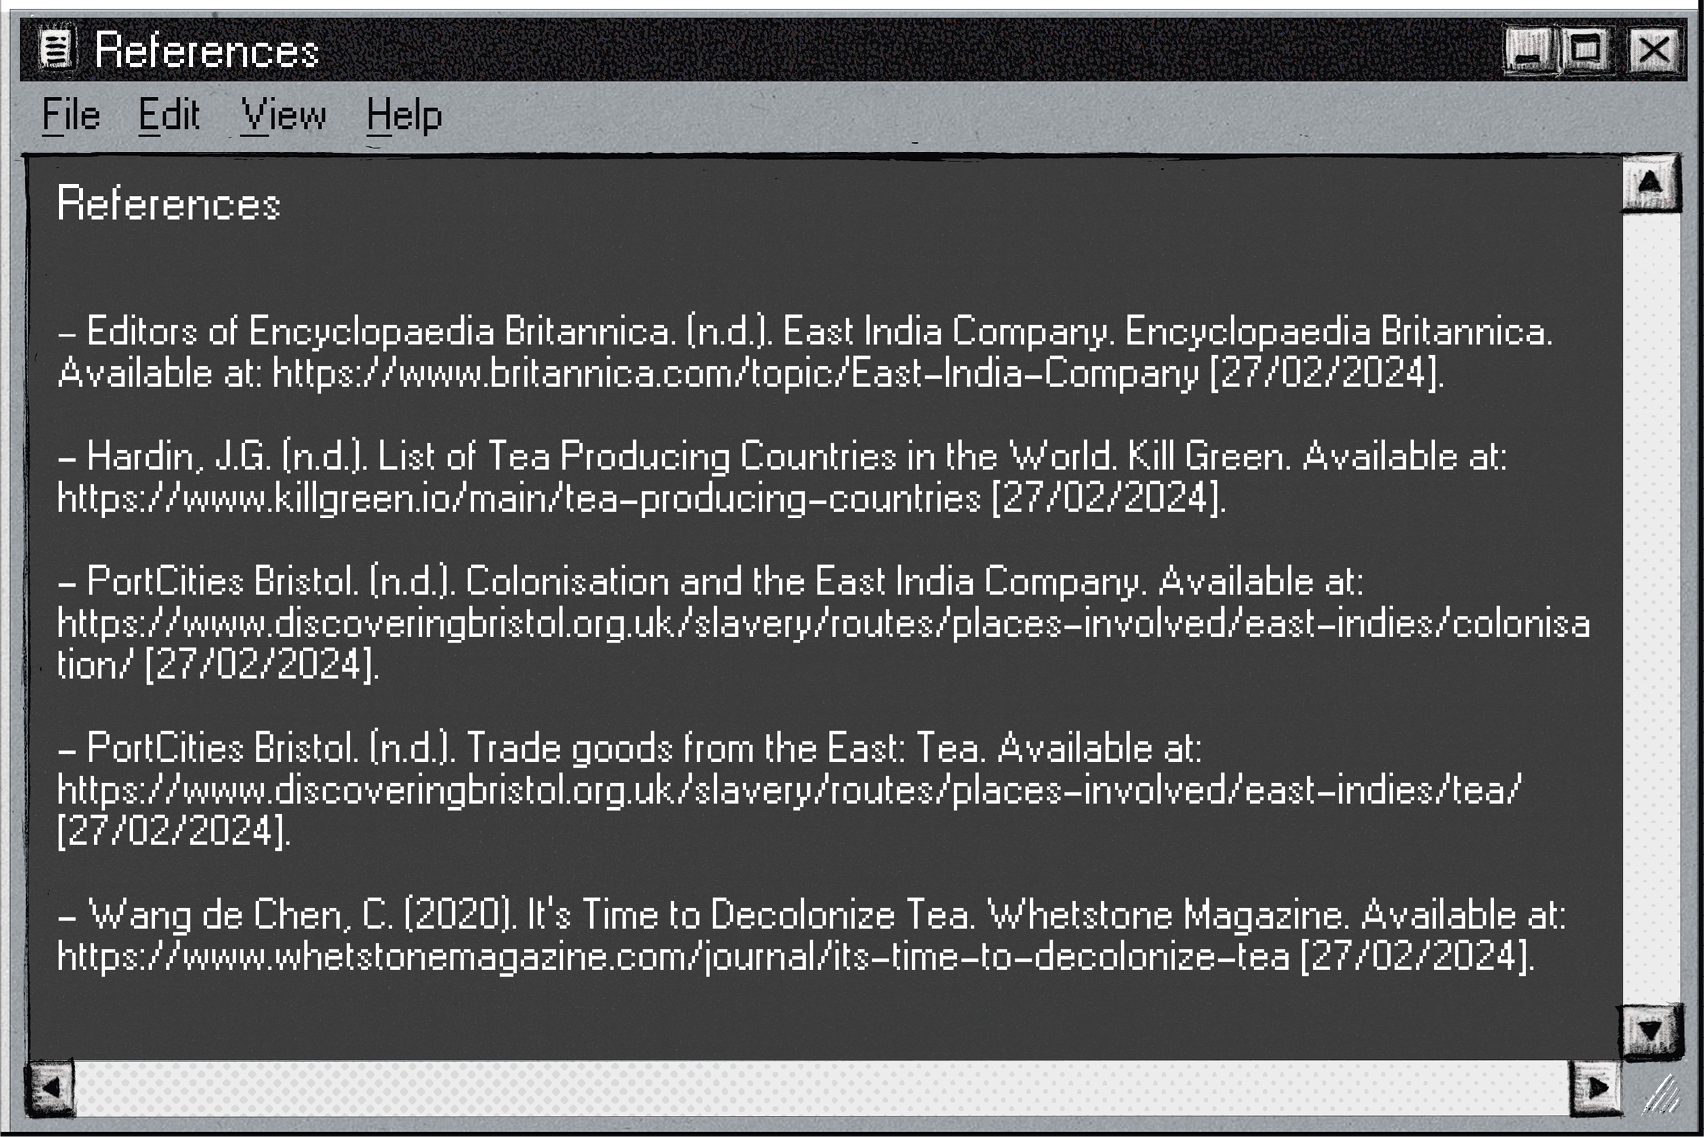 References
File Edit View Help
References
- Editors of Encyclopaedia Britannica. (n.d.). East India Company. Encyclopaedia Britannica.
Available at: https://www.britannica.com/topic/East-India-Company [27/02/2024].
- Hardin, J.G. (n.d.). List of Tea Producing Countries in the World. Kill Green. Available at:
https://www.killgreen.io/main/tea-producing-countries [27/02/2024].
- PortCities Bristol. (n.d.). Colonisation and the East India Company. Available at:
https://www.discoveringbristol.org.uk/slavery/routes/places-involved/east-indies/colonisa
tion/ [27/02/2024].
- PortCities Bristol. (n.d.). Trade goods from the East: Tea. Available at:
https://www.discoveringbristol.org.uk/slavery/routes/places-involved/east-indies/tea/
[27/02/2024].
- Wang de Chen, C. (2020). It's Time to Decolonize Tea. Whetstone Magazine. Available at:
https://www.whetstonemagazine.com/journal/its-time-to-decolonize-tea [27/02/2024].